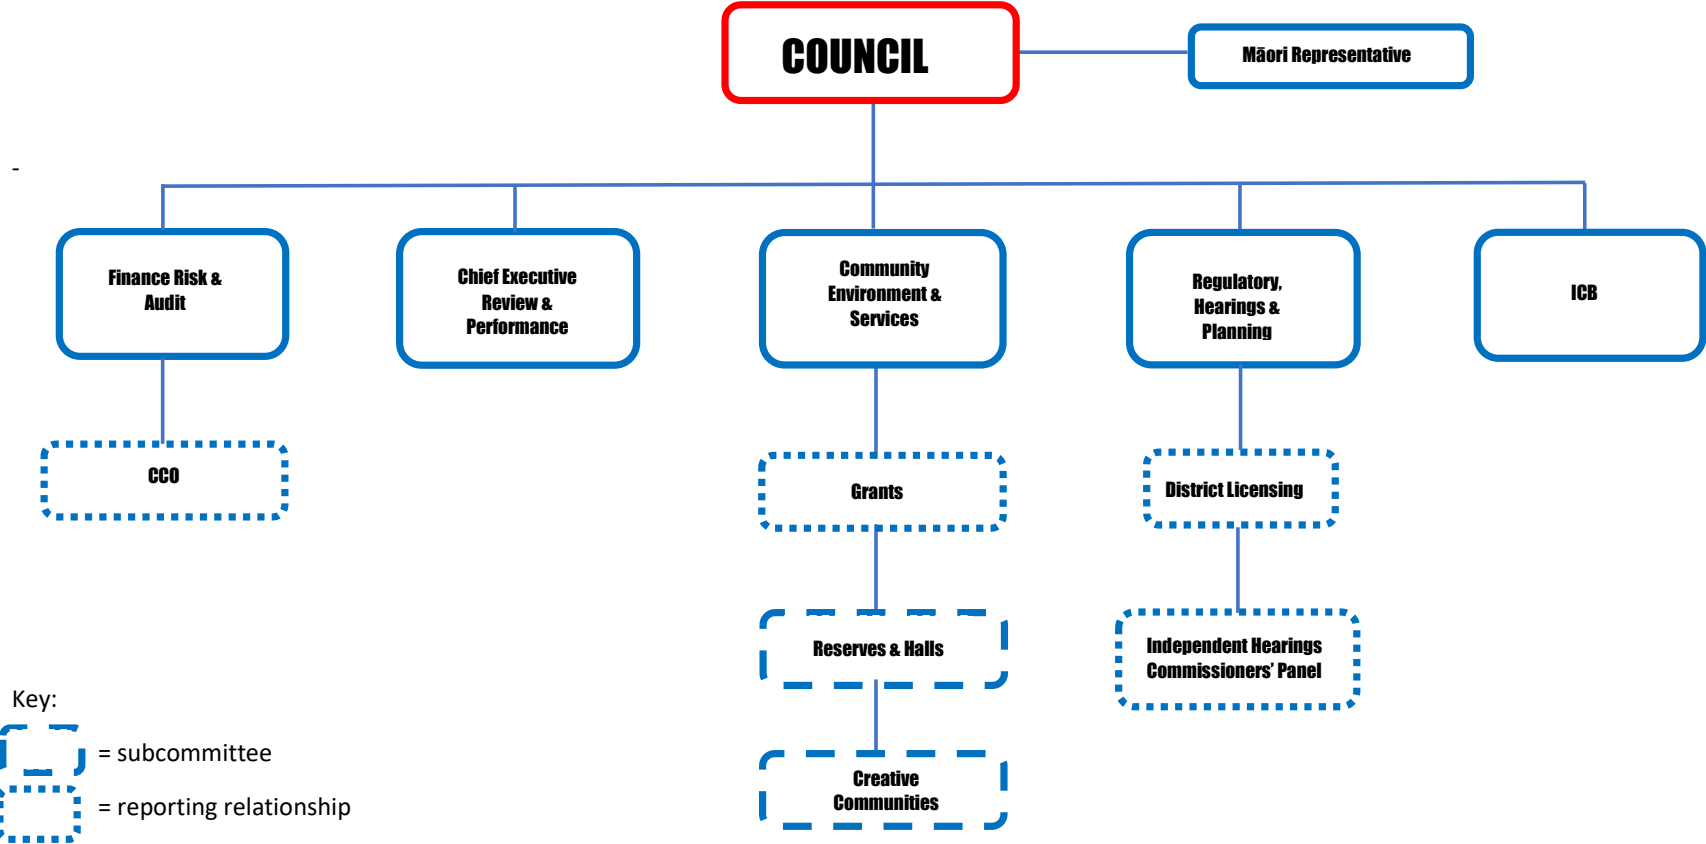 COUNCIL
Māori Representative
-
Finance Risk &
Audit
Chief Executive
Review &
Performance
Community
Environment &
Services
Regulatory,
Hearings &
Planning
ICB
CCO
Grants
District Licensing
Reserves & Halls
Independent Hearings
Commissioners’ Panel
Creative
Communities
Key:
= subcommittee
= reporting relationship